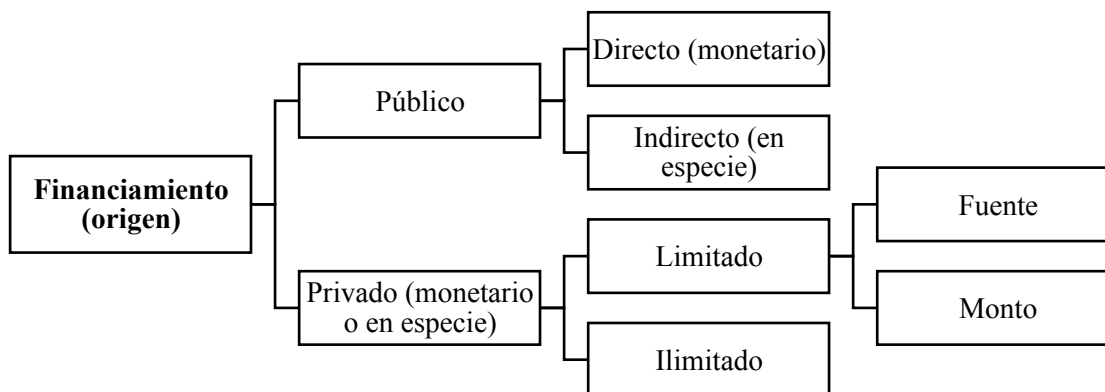 Financiamiento
(origen)
Público
Directo (monetario)
Indirecto (en
especie)
Privado (monetario
o en especie)
Limitado
Fuente
Monto
Ilimitado